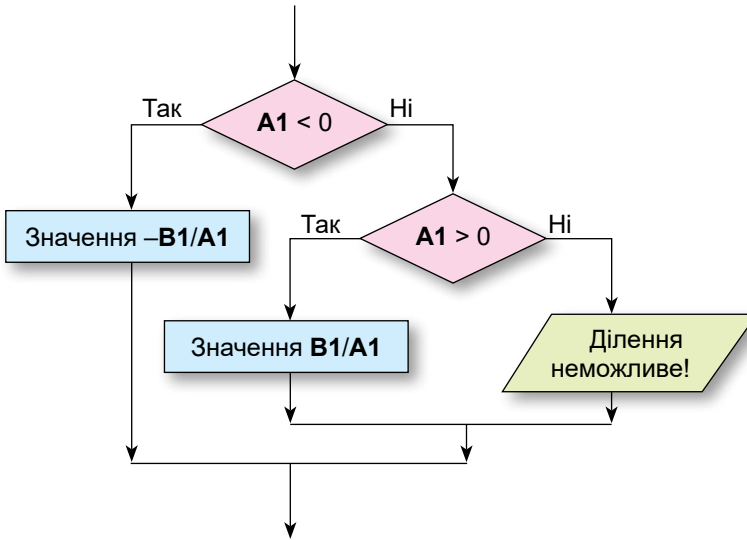 Так
A1 < 0
Ні
Значення –B1/A1
Так
A1 > 0
Ні
Значення B1/A1
Ділення
неможливе!